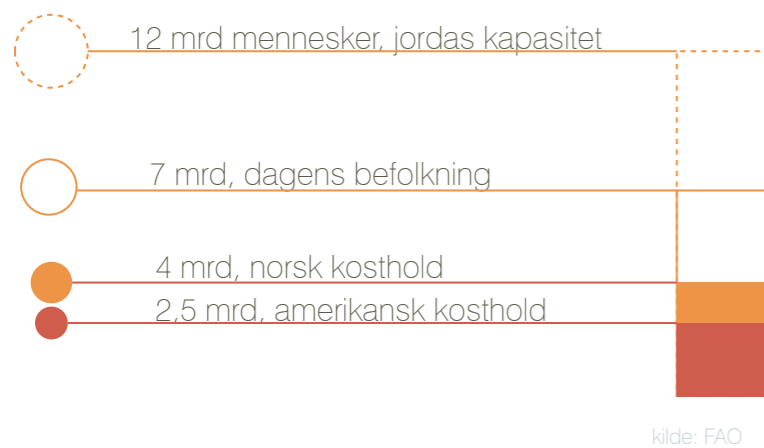 12 mrd mennesker, jordas kapasitet
7 mrd, dagens befolkning
4 mrd, norsk kosthold
2,5 mrd, amerikansk kosthold
kilde: FAO